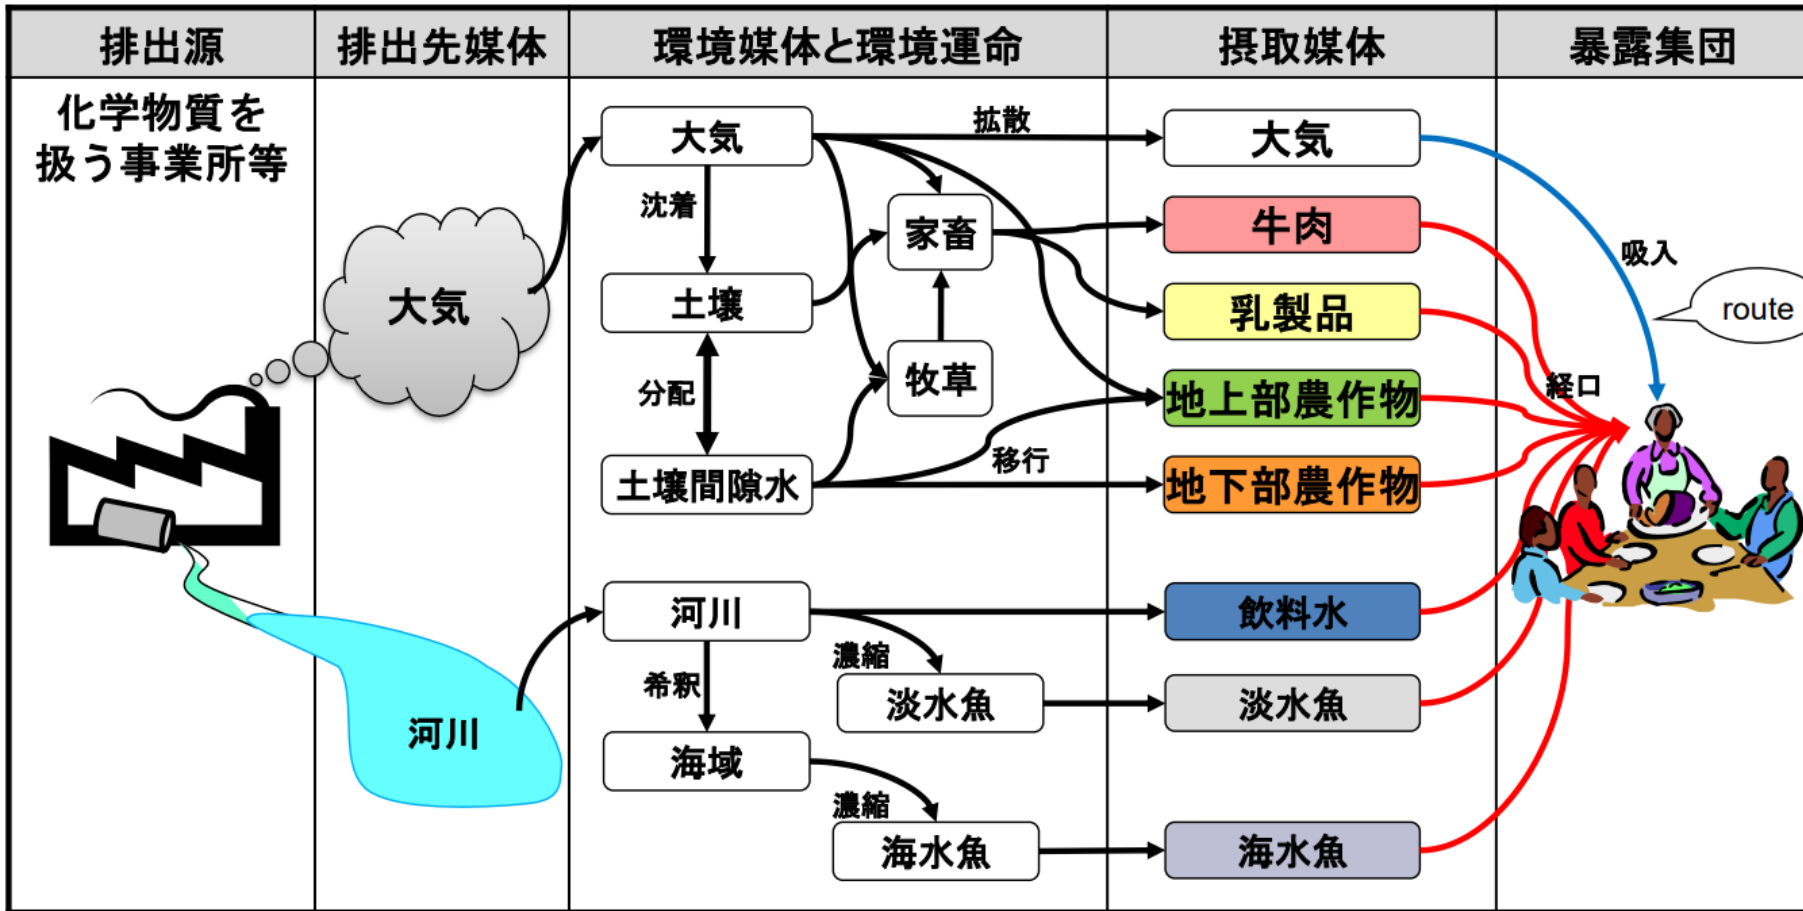 排出源
排出先媒体
環境媒体と環境運命
摂取媒体
暴露集団
化学物質を
扱う事業所等
大気
河川
大気
拡散
沈着
家畜
土壌
分配
牧草
土壌間隙水
移行
河川
濃縮
希釈
淡水魚
海域
濃縮
海水魚
大気
牛肉
乳製品
地上部農作物
地下部農作物
飲料水
淡水魚
海水魚
吸入
route
経口